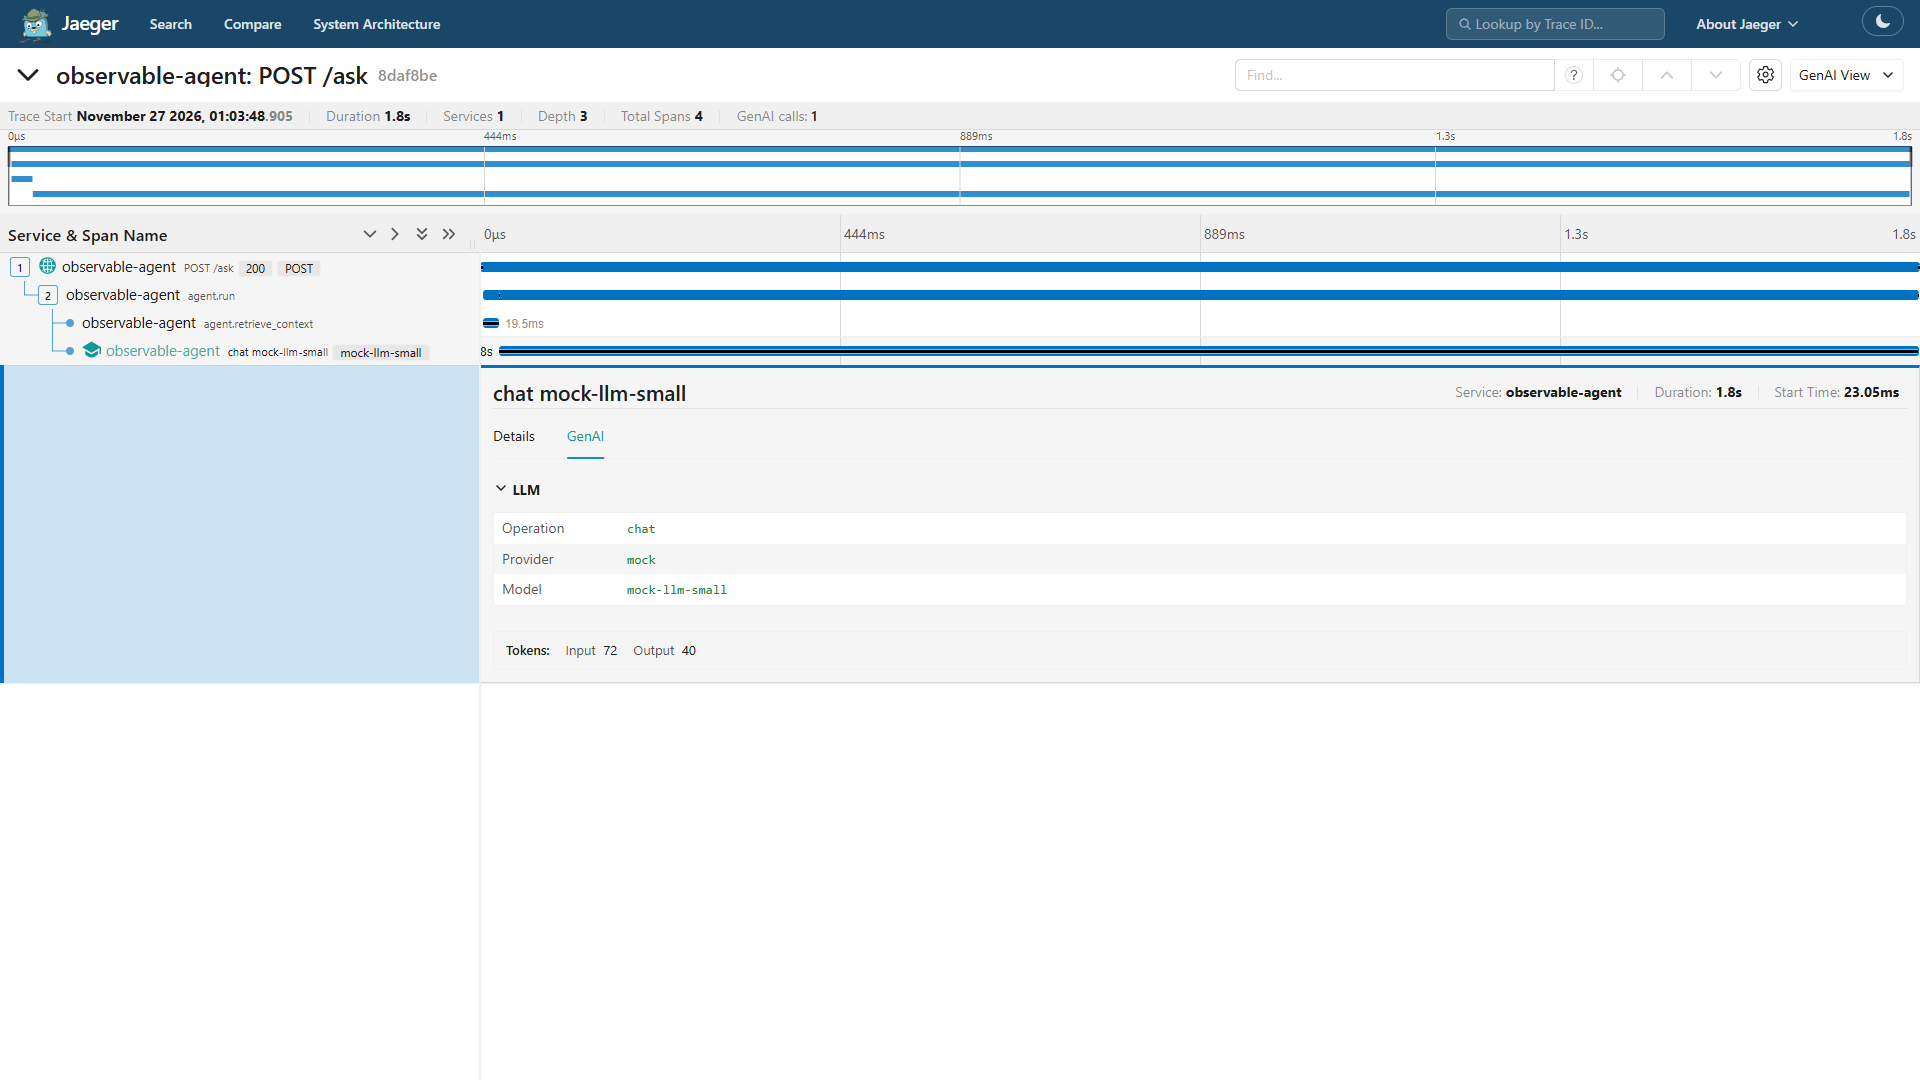 Jaeger Search Compare System Architecture Lookup by Trace ID... About Jaeger
observable-agent: POST /ask 8daf8be Find... ? GenAI View
Trace Start November 27 2026, 01:03:48.905 Duration 1.8s Services 1 Depth 3 Total Spans 4 GenAI calls: 1
0μs 444ms 889ms 1.3s 1.8s
Service & Span Name 0μs 444ms 889ms 1.3s 1.8s
1 observable-agent POST /ask 200 POST
2 observable-agent agent.run
observable-agent agent.retrieve_context 19.5ms
observable-agent chat mock-llm-small mock-llm-small 8s
chat mock-llm-small Service: observable-agent Duration: 1.8s Start Time: 23.05ms
Details GenAI
LLM
Operation chat
Provider mock
Model mock-llm-small
Tokens: Input 72 Output 40